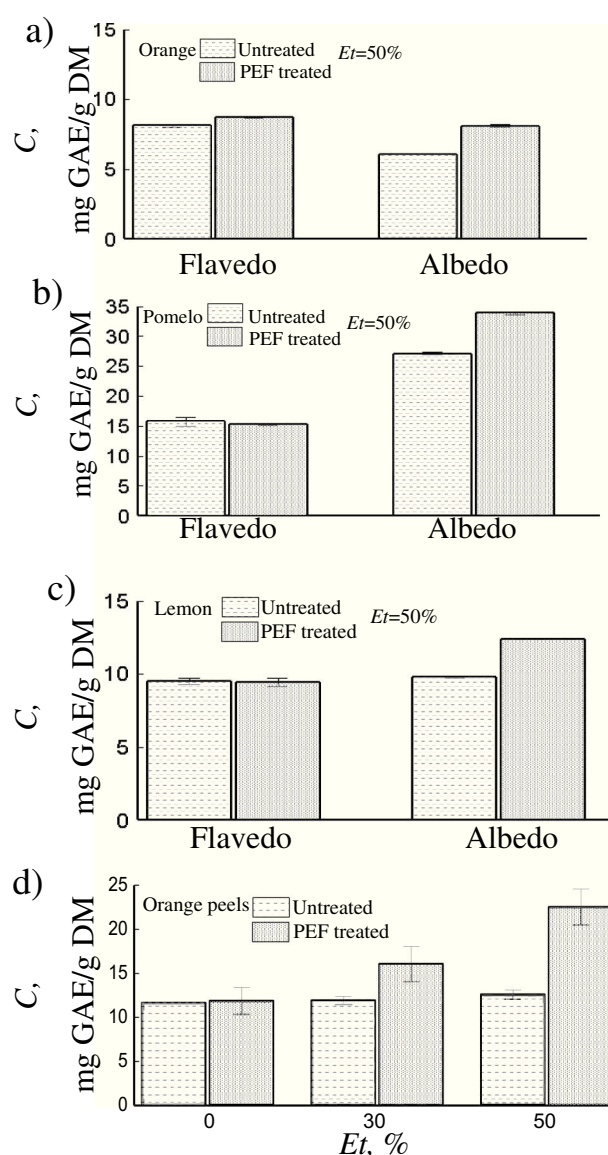 a)
Orange
Untreated
PEF treated
Et=50%
C,
mg GAE/g DM
15
10
5
0
Flavedo
Albedo
b)
Pomelo
Untreated
PEF treated
Et=50%
C,
mg GAE/g DM
35
30
25
20
15
10
5
0
Flavedo
Albedo
c)
Lemon
Untreated
PEF treated
Et=50%
C,
mg GAE/g DM
15
10
5
0
Flavedo
Albedo
d)
Orange peels
Untreated
PEF treated
C,
mg GAE/g DM
25
20
15
10
5
0
0
30
50
Et, %